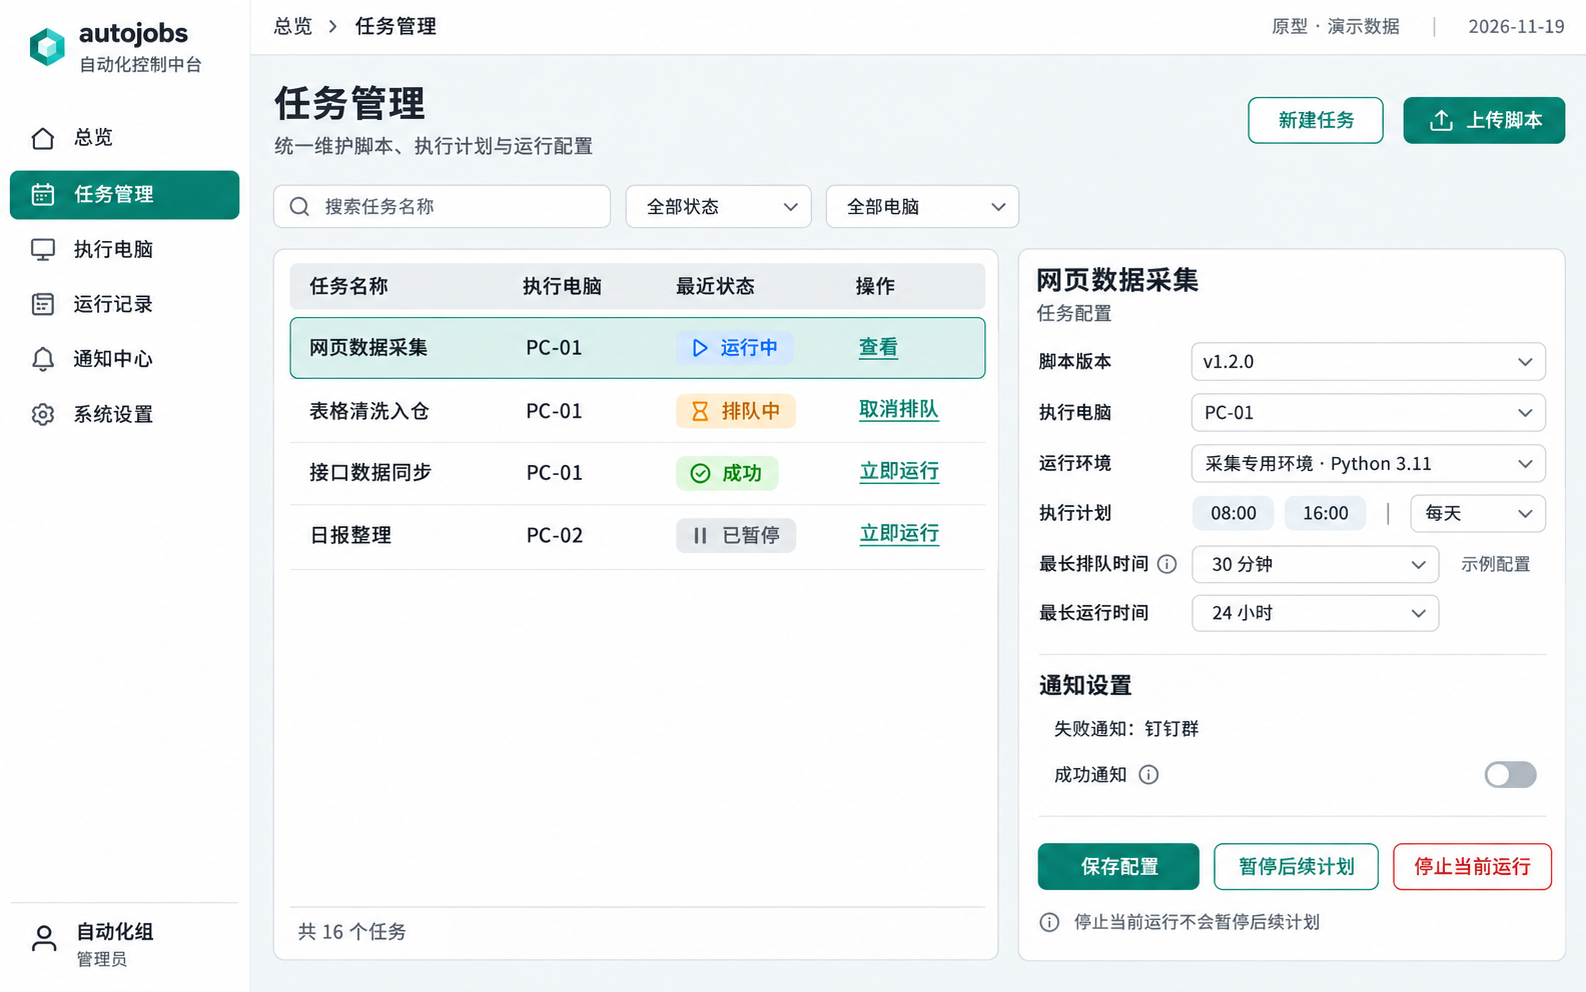 autojobs
自动化控制中台
总览
任务管理
执行电脑
运行记录
通知中心
系统设置
自动化组
管理员
总览 > 任务管理
原型 · 演示数据 | 2026-11-19
任务管理
统一维护脚本、执行计划与运行配置
新建任务
上传脚本
搜索任务名称
全部状态
全部电脑
任务名称 执行电脑 最近状态 操作
网页数据采集 PC-01 运行中 查看
表格清洗入仓 PC-01 排队中 取消排队
接口数据同步 PC-01 成功 立即运行
日报整理 PC-02 已暂停 立即运行
共 16 个任务
网页数据采集
任务配置
脚本版本 v1.2.0
执行电脑 PC-01
运行环境 采集专用环境 · Python 3.11
执行计划 08:00 16:00 | 每天
最长排队时间 30 分钟 示例配置
最长运行时间 24 小时
通知设置
失败通知：钉钉群
成功通知
保存配置 暂停后续计划 停止当前运行
停止当前运行不会暂停后续计划